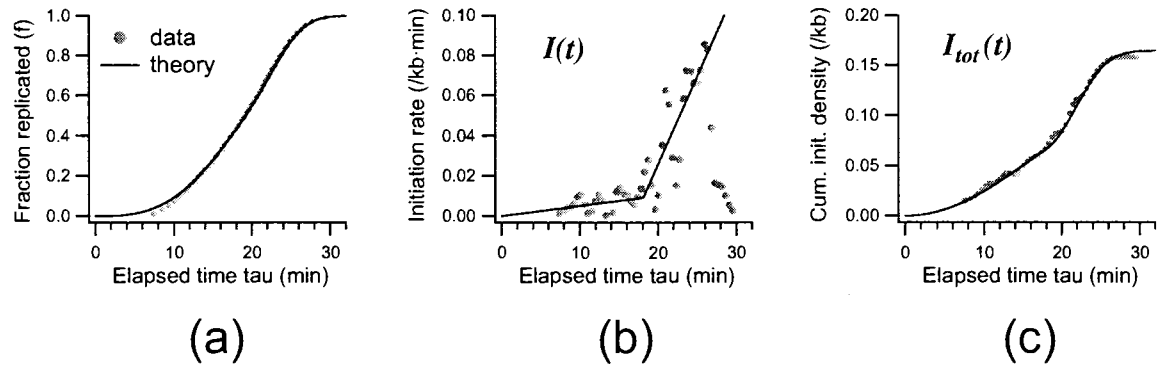 Fraction replicated (f)
1.0
0.8
0.6
0.4
0.2
0.0
data
theory
0 10 20 30
Elapsed time tau (min)
(a)
Initiation rate (/kb·min)
0.10
0.08
0.06
0.04
0.02
0.00
I(t)
0 10 20 30
Elapsed time tau (min)
(b)
Cum. init. density (/kb)
0.20
0.15
0.10
0.05
0.00
Itot(t)
0 10 20 30
Elapsed time tau (min)
(c)